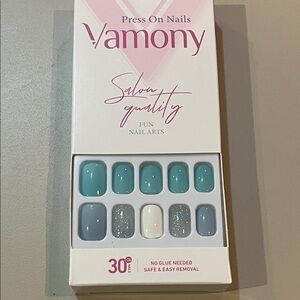 Press On Nails
Vamony
Salon
quality
FUN
NAIL ARTS
30
NO GLUE NEEDED
SAFE & EASY REMOVAL